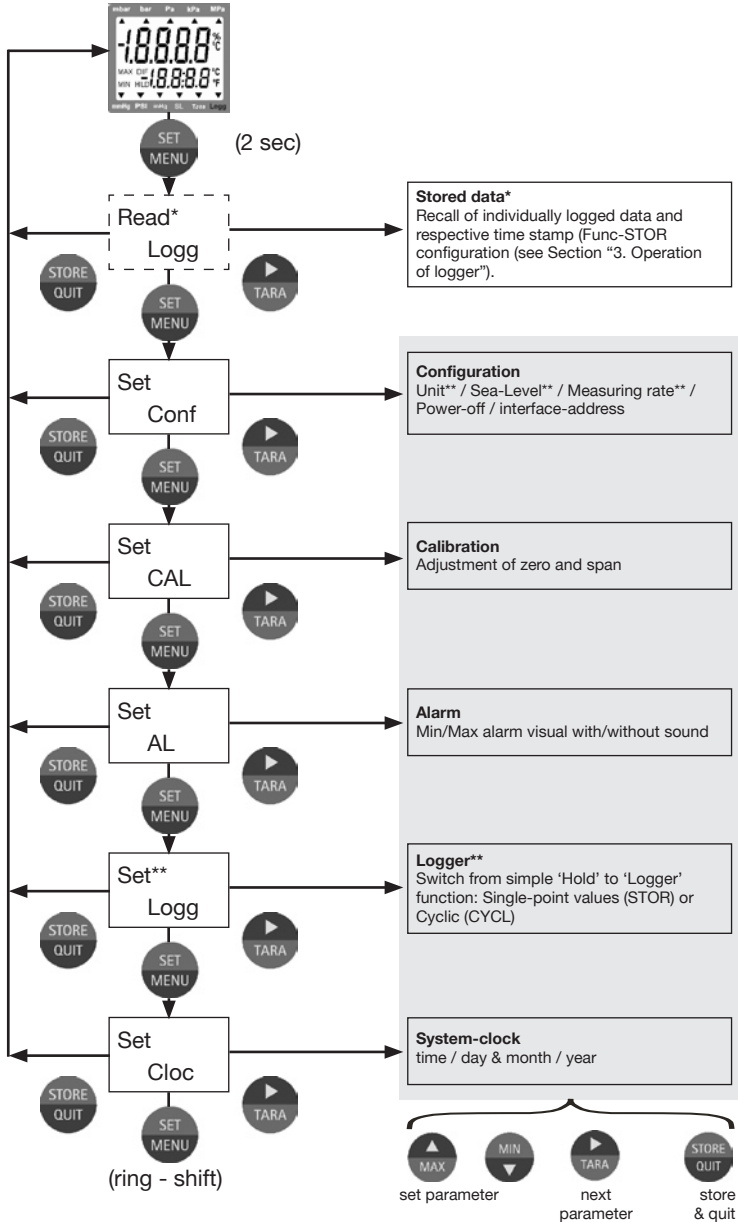 mbar bar Pa kPa MPa
-1.8.8.8.8 % °C
MAX DIF
MIN HLD -1.8.8:8.8 °C °F
mmHg PSI SL Time Logg
SET
MENU
(2 sec)
Read*
Logg
STORE
QUIT
SET
MENU
▶
TARA
Stored data*
Recall of individually logged data and
respective time stamp (Func-STOR
configuration (see Section “3. Operation
of logger”).
Set
Conf
STORE
QUIT
SET
MENU
▶
TARA
Configuration
Unit** / Sea-Level** / Measuring rate** /
Power-off / interface-address
Set
CAL
STORE
QUIT
SET
MENU
▶
TARA
Calibration
Adjustment of zero and span
Set
AL
STORE
QUIT
SET
MENU
▶
TARA
Alarm
Min/Max alarm visual with/without sound
Set**
Logg
STORE
QUIT
SET
MENU
▶
TARA
Logger**
Switch from simple ‘Hold’ to ‘Logger’
function: Single-point values (STOR) or
Cyclic (CYCL)
Set
Cloc
STORE
QUIT
SET
MENU
▶
TARA
(ring - shift)
System-clock
time / day & month / year
▲
MAX
MIN
▼
▶
TARA
STORE
QUIT
set parameter
next
parameter
store
& quit